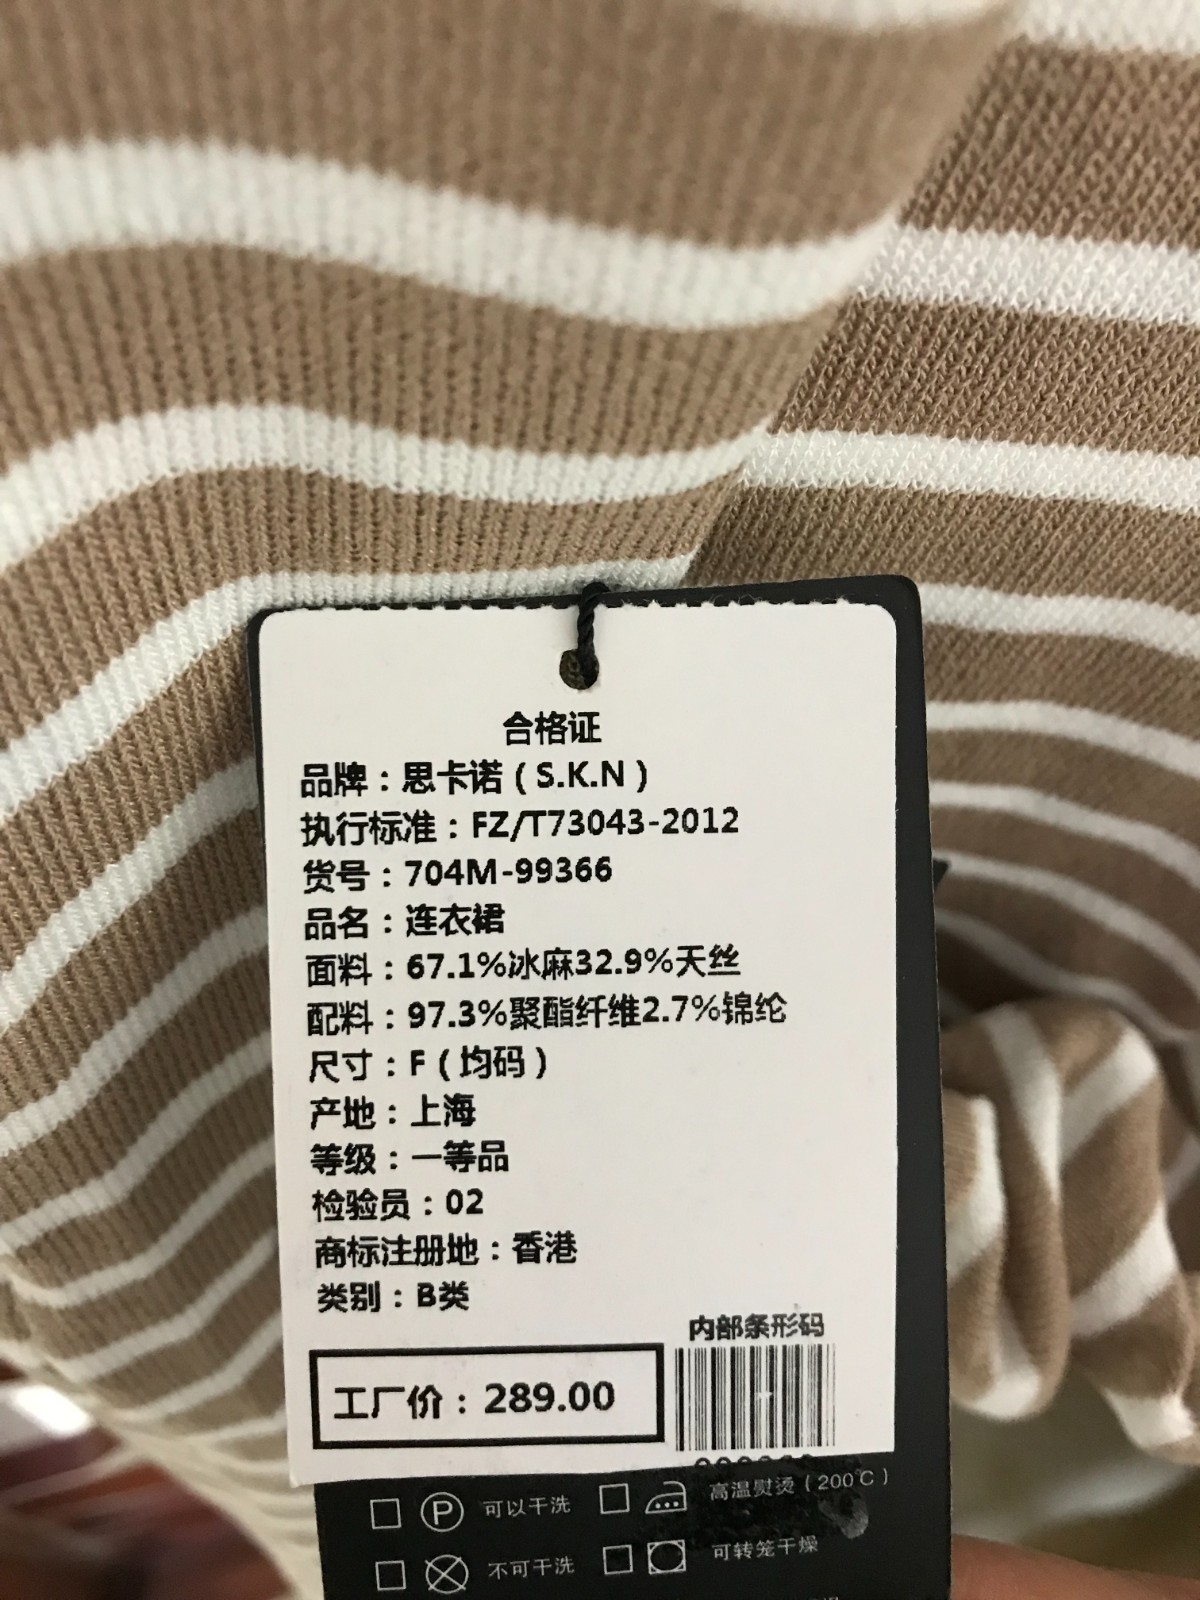 合格证
品牌：思卡诺（S.K.N）
执行标准：FZ/T73043-2012
货号：704M-99366
品名：连衣裙
面料：67.1%冰麻32.9%天丝
配料：97.3%聚酯纤维2.7%锦纶
尺寸：F（均码）
产地：上海
等级：一等品
检验员：02
商标注册地：香港
类别：B类
内部条形码
工厂价：289.00
P 可以干洗
高温熨烫（200℃）
不可干洗
可转笼干燥